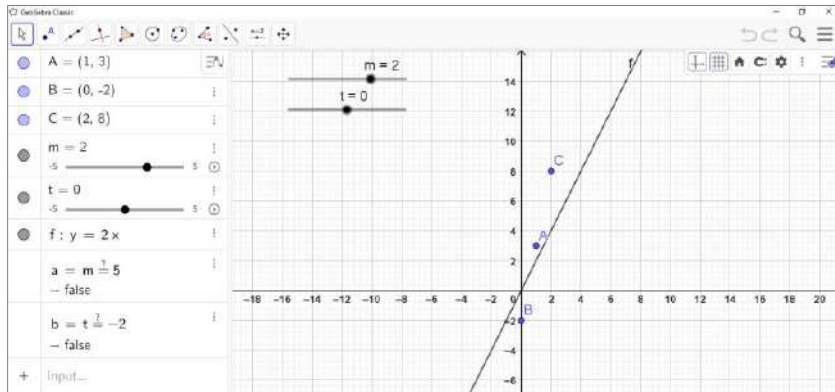 GeoGebra Classic
A = (1, 3)
B = (0, -2)
C = (2, 8)
m = 2
-5 5
t = 0
-5 5
f : y = 2x
a = m ≟ 5
→ false
b = t ≟ −2
→ false
+ Input...
m = 2
t = 0
f
14
12
10
8
6
4
2
0
−2
−4
−6
−18 −16 −14 −12 −10 −8 −6 −4 −2 2 4 6 8 10 12 14 16 18 20
C
A
B